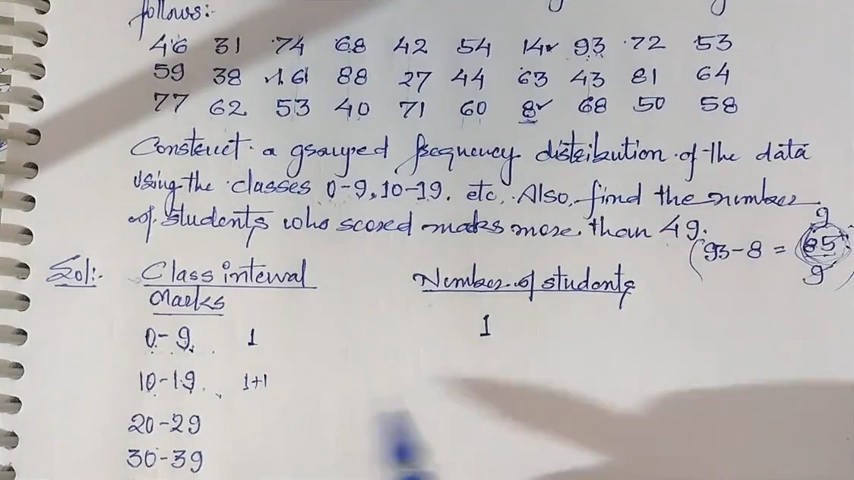 follows:-
46 31 74 68 42 54 14✓ 93 72 53
59 38 ✓16 88 27 44 63 43 81 64
77 62 53 40 71 60 8✓ 68 50 58
Construct a grouped frequency distribution of the data
using the classes 0-9, 10-19. etc. Also, find the number
of students who scored marks more than 49.
(93-8 = 85
9
9
Sol:- Class interval Number of students
Marks
0-9 1 1
10-19 1+1
20-29
30-39